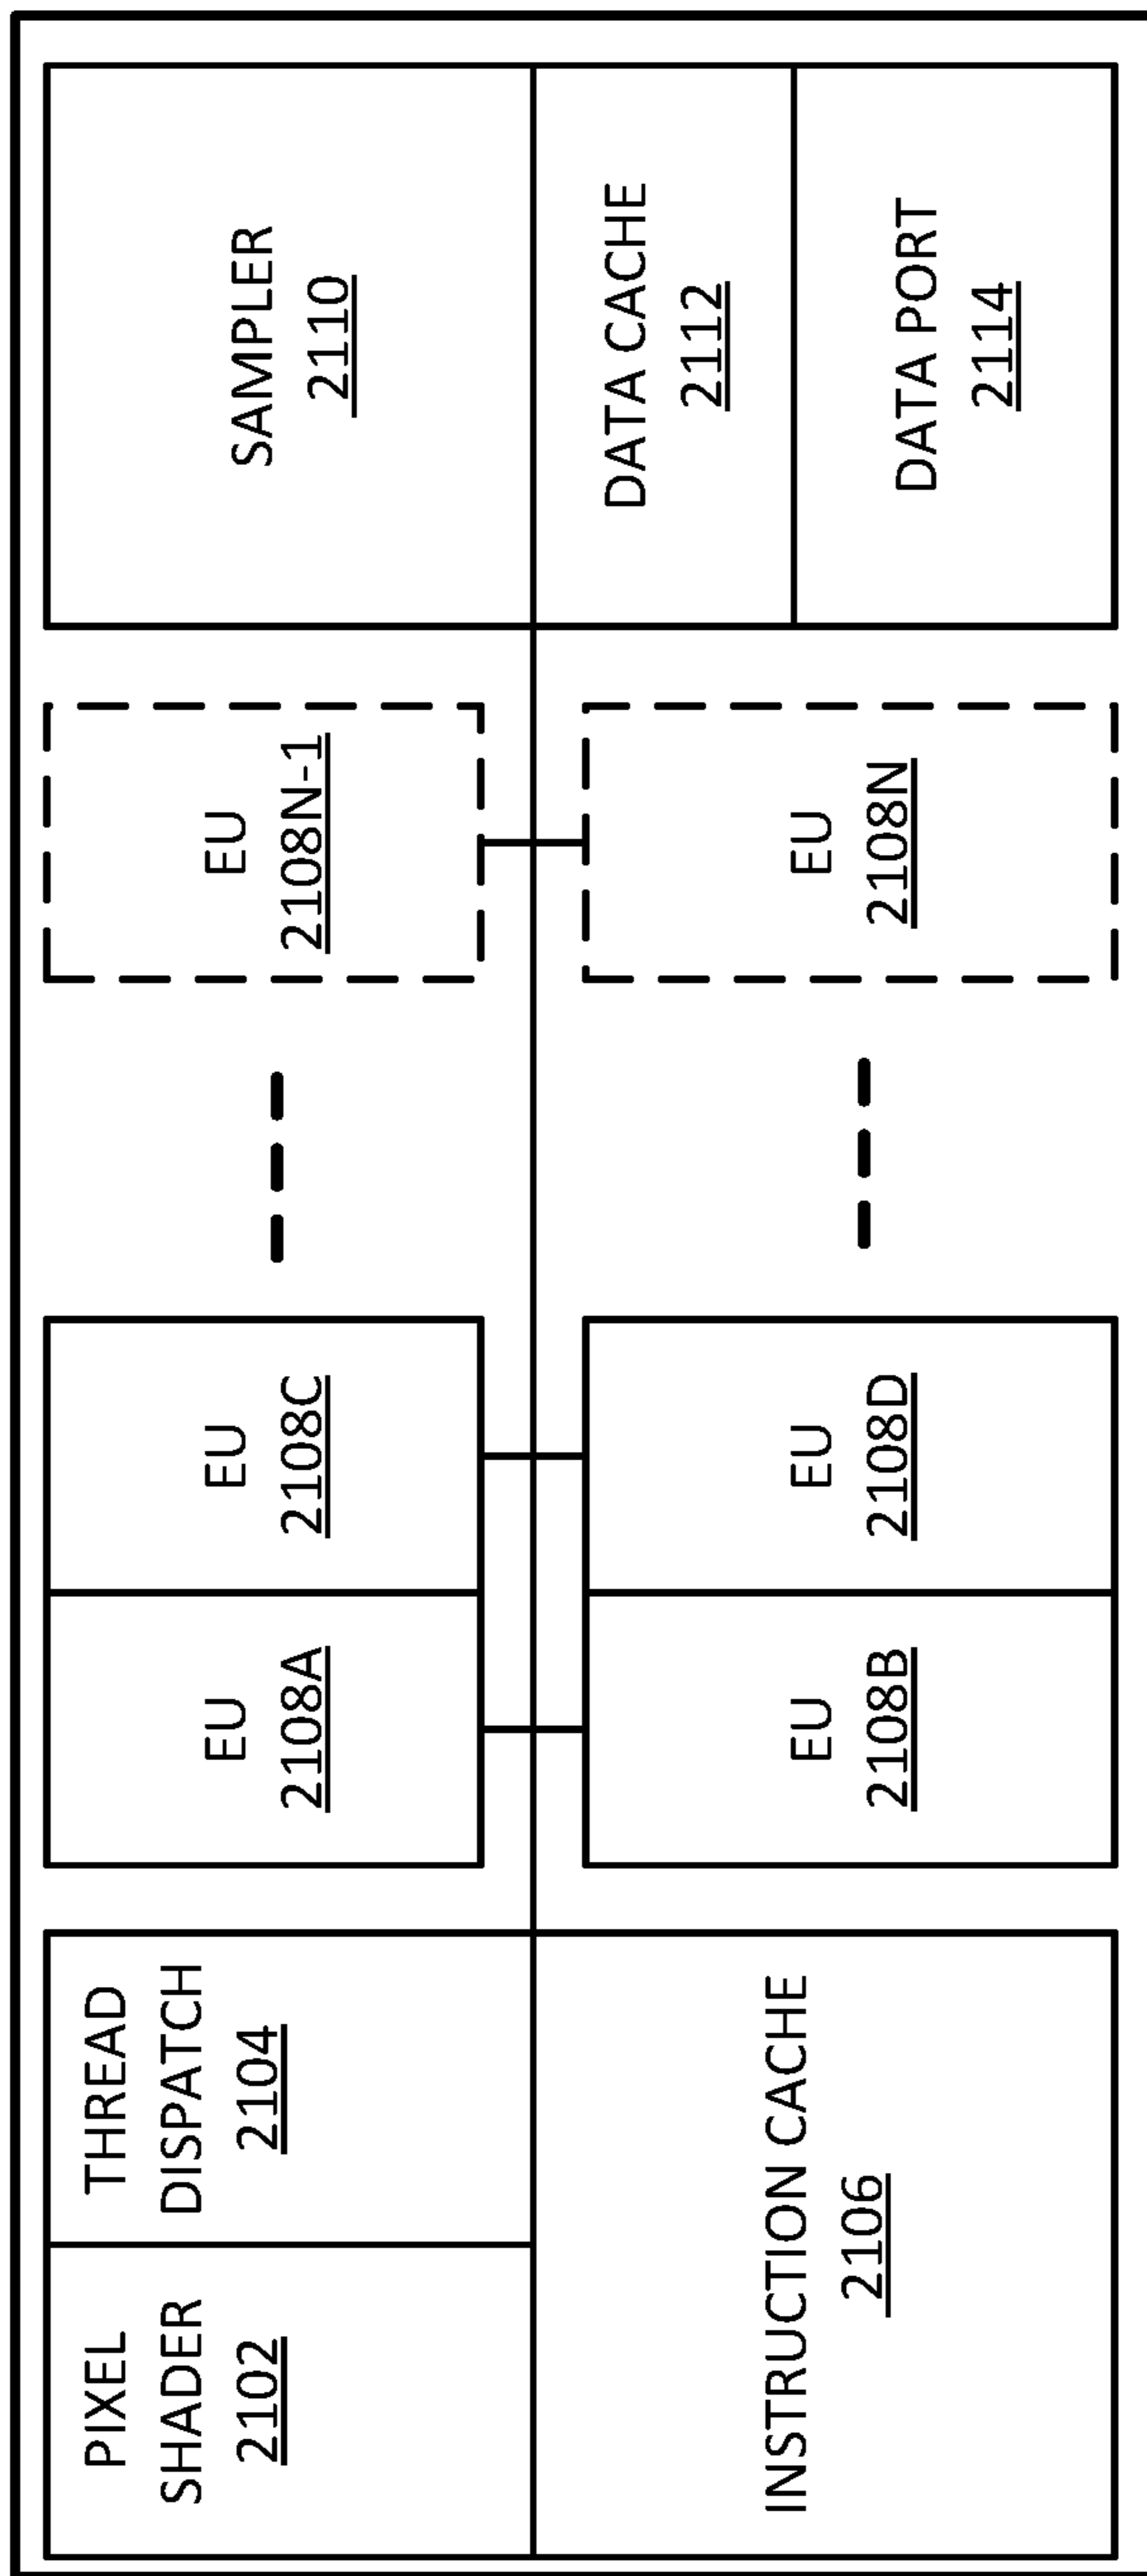 PIXEL
SHADER
2102
THREAD
DISPATCH
2104
INSTRUCTION CACHE
2106
EU
2108A
EU
2108C
EU
2108B
EU
2108D
EU
2108N-1
EU
2108N
SAMPLER
2110
DATA CACHE
2112
DATA PORT
2114